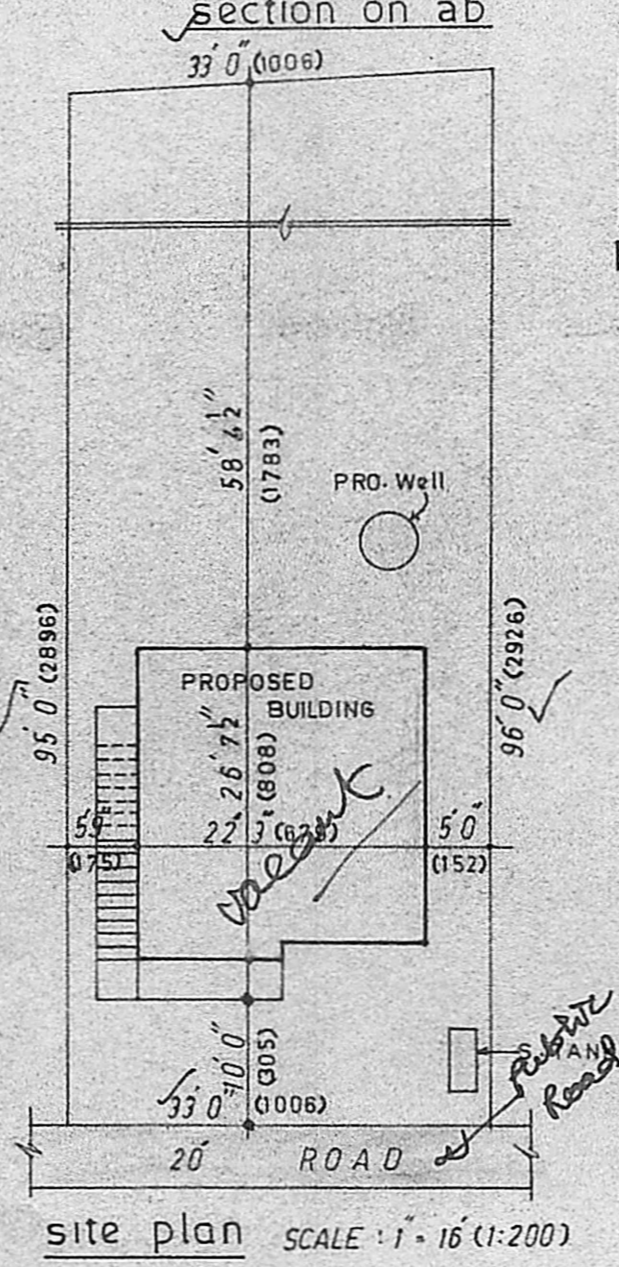 section on ab
33' 0" (1006)
58' 4½"
(1783)
PRO. Well
95' 0" (2896)
96' 0" (2926)
PROPOSED
BUILDING
26' 7½"
(808)
5'9"
(175)
22' 3"
5' 0"
(152)
Vacant
10' 0"
(305)
33' 0" (1006)
Public
Road
20' ROAD
site plan SCALE : 1" = 16' (1:200)